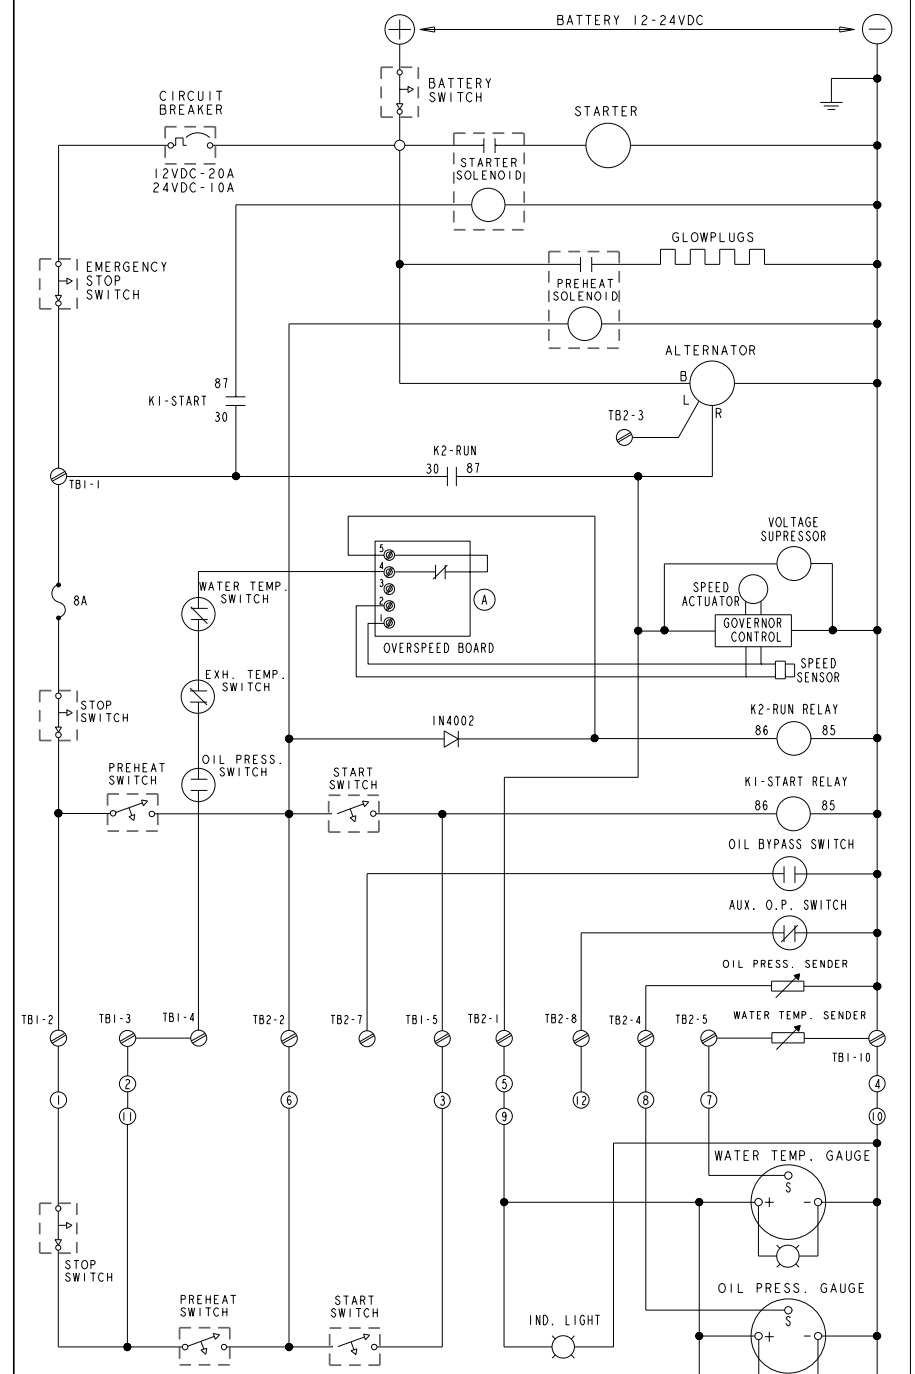 BATTERY 12-24VDC
+
−
BATTERY
SWITCH
CIRCUIT
BREAKER
STARTER
12VDC-20A
24VDC-10A
STARTER
SOLENOID
GLOWPLUGS
EMERGENCY
STOP
SWITCH
PREHEAT
SOLENOID
ALTERNATOR
B
L
R
87
K1-START
30
TB2-3
K2-RUN
30 87
TB1-1
VOLTAGE
SUPRESSOR
5
4
3
2
1
A
OVERSPEED BOARD
WATER TEMP.
SWITCH
8A
SPEED
ACTUATOR
GOVERNOR
CONTROL
SPEED
SENSOR
EXH. TEMP.
SWITCH
STOP
SWITCH
1N4002
K2-RUN RELAY
86 85
OIL PRESS.
SWITCH
PREHEAT
SWITCH
START
SWITCH
K1-START RELAY
86 85
OIL BYPASS SWITCH
AUX. O.P. SWITCH
OIL PRESS. SENDER
WATER TEMP. SENDER
TB1-2 TB1-3 TB1-4 TB2-2 TB2-7 TB1-5 TB2-1 TB2-8 TB2-4 TB2-5
TB1-10
2 5 4
1 11 6 3 9 12 8 7 10
WATER TEMP. GAUGE
S
+ −
STOP
SWITCH
OIL PRESS. GAUGE
PREHEAT
SWITCH
START
SWITCH
IND. LIGHT
S
+ −